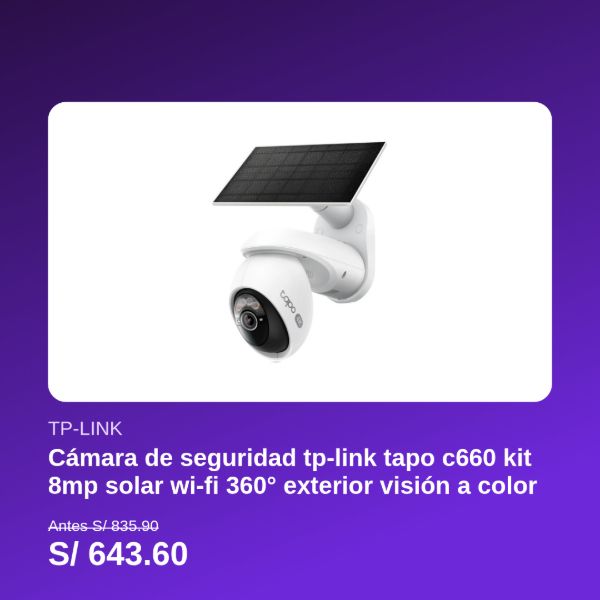 tapo
TP-LINK
Cámara de seguridad tp-link tapo c660 kit
8mp solar wi-fi 360° exterior visión a color
Antes S/ 835.90
S/ 643.60